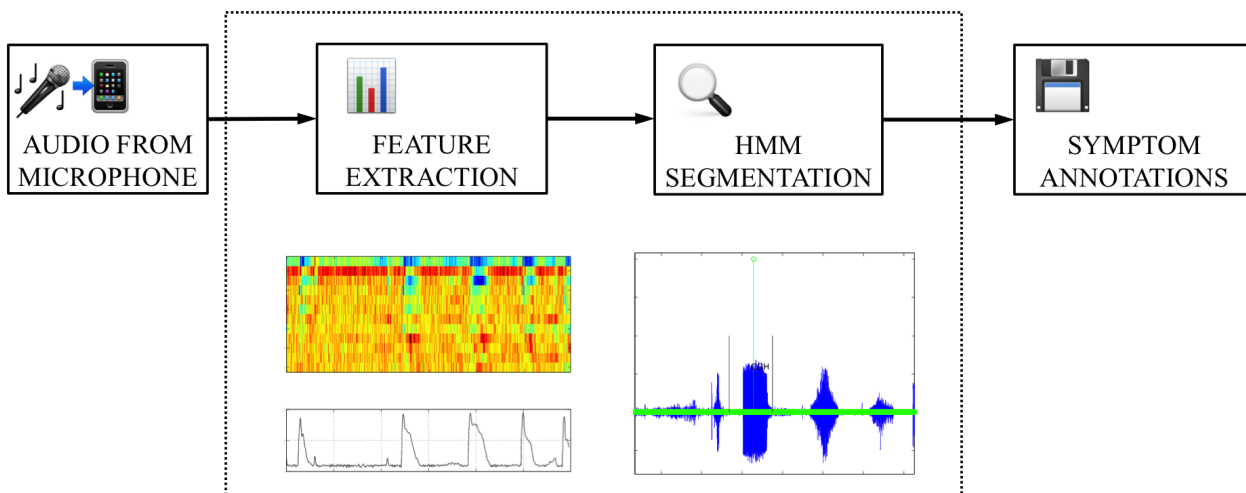 AUDIO FROM
MICROPHONE
FEATURE
EXTRACTION
HMM
SEGMENTATION
SYMPTOM
ANNOTATIONS